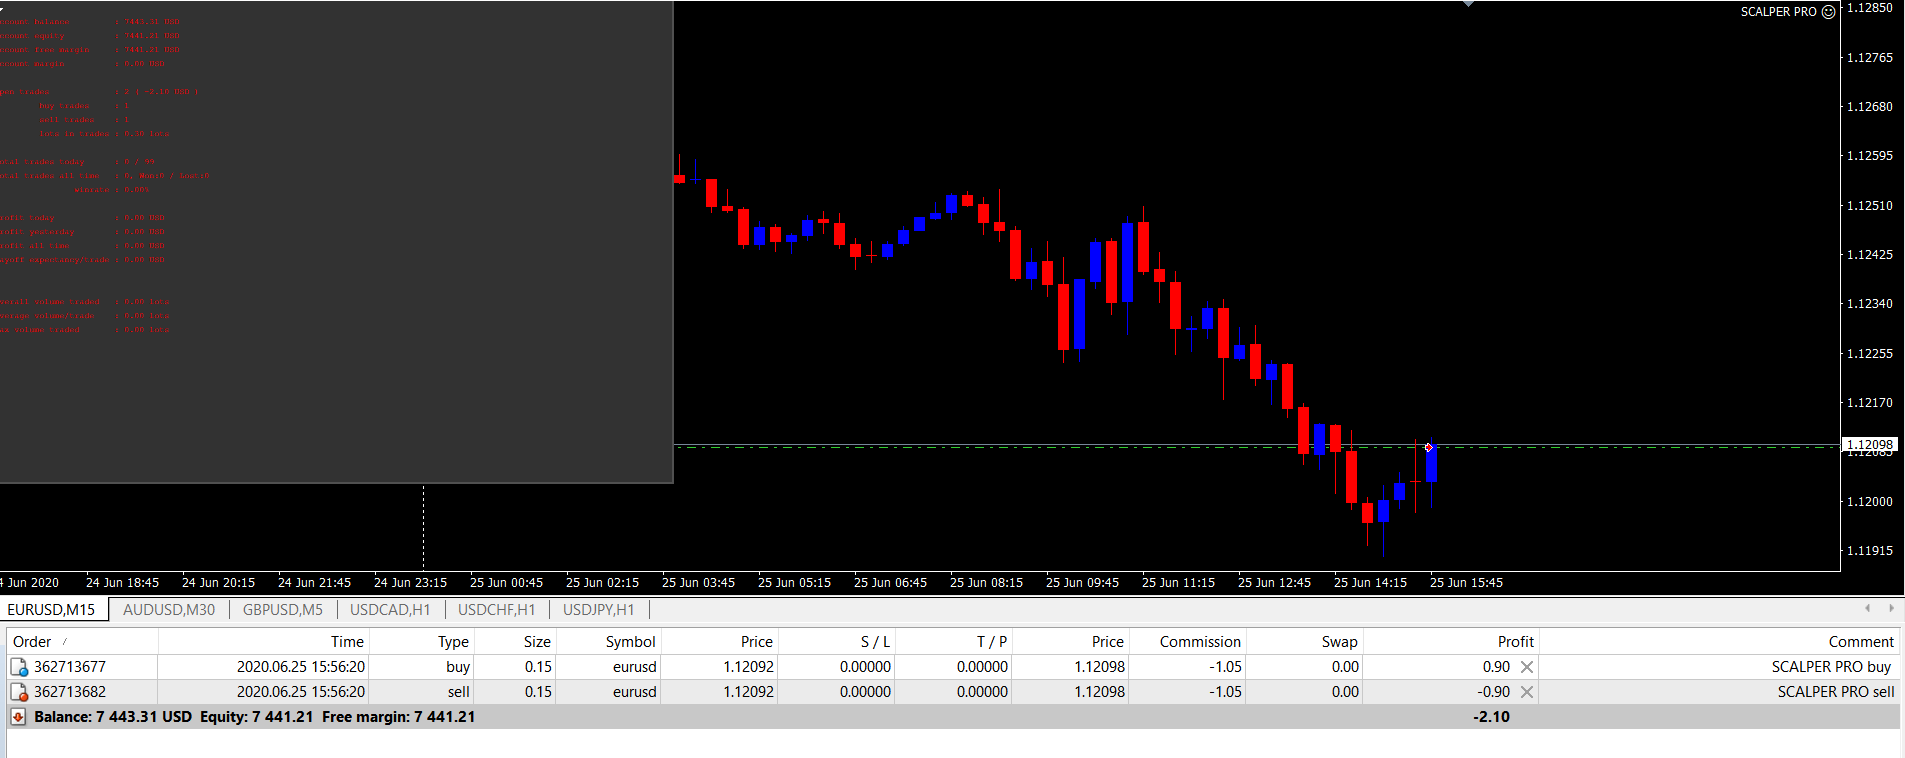 SCALPER PRO
ccount balance : 7443.31 USD
ccount equity : 7441.21 USD
ccount free margin : 7441.21 USD
ccount margin : 0.00 USD
pen trades : 2 ( -2.10 USD )
buy trades : 1
sell trades : 1
lots in trades : 0.30 lots
otal trades today : 0 / 99
otal trades all time : 0, Won:0 / Lost:0
winrate : 0.00%
rofit today : 0.00 USD
rofit yesterday : 0.00 USD
rofit all time : 0.00 USD
ayoff expectancy/trade : 0.00 USD
verall volume traded : 0.00 lots
verage volume/trade : 0.00 lots
ax volume traded : 0.00 lots
1.12850
1.12765
1.12680
1.12595
1.12510
1.12425
1.12340
1.12255
1.12170
1.12098
1.12085
1.12000
1.11915
4 Jun 2020 24 Jun 18:45 24 Jun 20:15 24 Jun 21:45 24 Jun 23:15 25 Jun 00:45 25 Jun 02:15 25 Jun 03:45 25 Jun 05:15 25 Jun 06:45 25 Jun 08:15 25 Jun 09:45 25 Jun 11:15 25 Jun 12:45 25 Jun 14:15 25 Jun 15:45
EURUSD,M15 AUDUSD,M30 GBPUSD,M5 USDCAD,H1 USDCHF,H1 USDJPY,H1
Order / Time Type Size Symbol Price S / L T / P Price Commission Swap Profit Comment
362713677 2020.06.25 15:56:20 buy 0.15 eurusd 1.12092 0.00000 0.00000 1.12098 -1.05 0.00 0.90 SCALPER PRO buy
362713682 2020.06.25 15:56:20 sell 0.15 eurusd 1.12092 0.00000 0.00000 1.12098 -1.05 0.00 -0.90 SCALPER PRO sell
Balance: 7 443.31 USD Equity: 7 441.21 Free margin: 7 441.21 -2.10